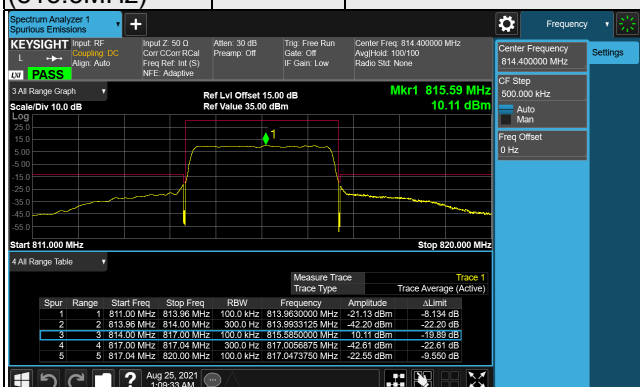 Spectrum Analyzer 1
Spurious Emissions
Frequency
KEYSIGHT
Input: RF
Coupling: DC
Align: Auto
Input Z: 50 Ω
Corr CCorr RCal
Freq Ref: Int (S)
NFE: Adaptive
Atten: 30 dB
Preamp: Off
Trig: Free Run
Gate: Off
IF Gain: Low
Center Freq: 814.400000 MHz
Avg|Hold: 100/100
Radio Std: None
L
LXI PASS
Center Frequency
814.400000 MHz
Settings
CF Step
500.000 kHz
Auto
Man
Freq Offset
0 Hz
3 All Range Graph
Scale/Div 10.0 dB
Ref Lvl Offset 15.00 dB
Ref Value 35.00 dBm
Mkr1 815.59 MHz
10.11 dBm
Log
25.0
15.0
5.00
-5.00
-15.0
-25.0
-35.0
-45.0
-55.0
1
Start 811.000 MHz
Stop 820.000 MHz
4 All Range Table
Measure Trace Trace 1
Trace Type Trace Average (Active)
Spur Range Start Freq Stop Freq RBW Frequency Amplitude ΔLimit
1 1 811.00 MHz 813.96 MHz 100.0 kHz 813.9630000 MHz -21.13 dBm -8.134 dB
2 2 813.96 MHz 814.00 MHz 300.0 Hz 813.9933125 MHz -42.20 dBm -22.20 dB
3 3 814.00 MHz 817.00 MHz 100.0 kHz 815.5850000 MHz 10.11 dBm -19.89 dB
4 4 817.00 MHz 817.04 MHz 300.0 Hz 817.0056875 MHz -42.61 dBm -22.61 dB
5 5 817.04 MHz 820.00 MHz 100.0 kHz 817.0473750 MHz -22.55 dBm -9.550 dB
Aug 25, 2021
1:09:33 AM